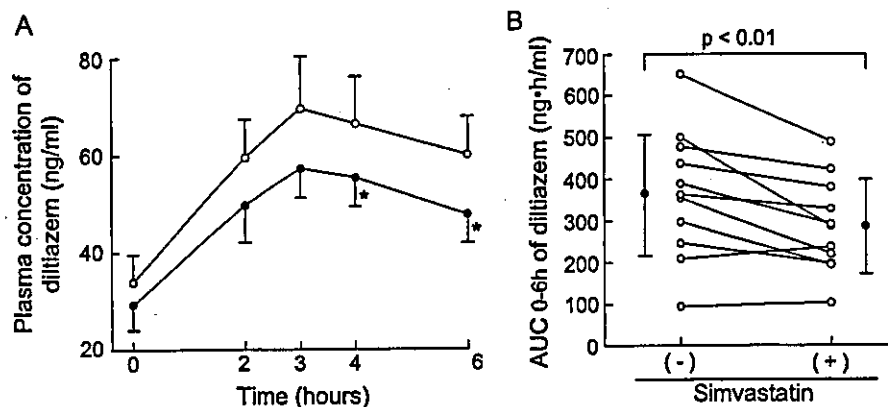 A
Plasma concentration of
diltiazem (ng/ml)
80
60
40
20
0
2
3
4
6
*
*
Time (hours)
B
p < 0.01
AUC 0-6h of diltiazem (ng•h/ml)
700
600
500
400
300
200
100
0
(-)
(+)
Simvastatin